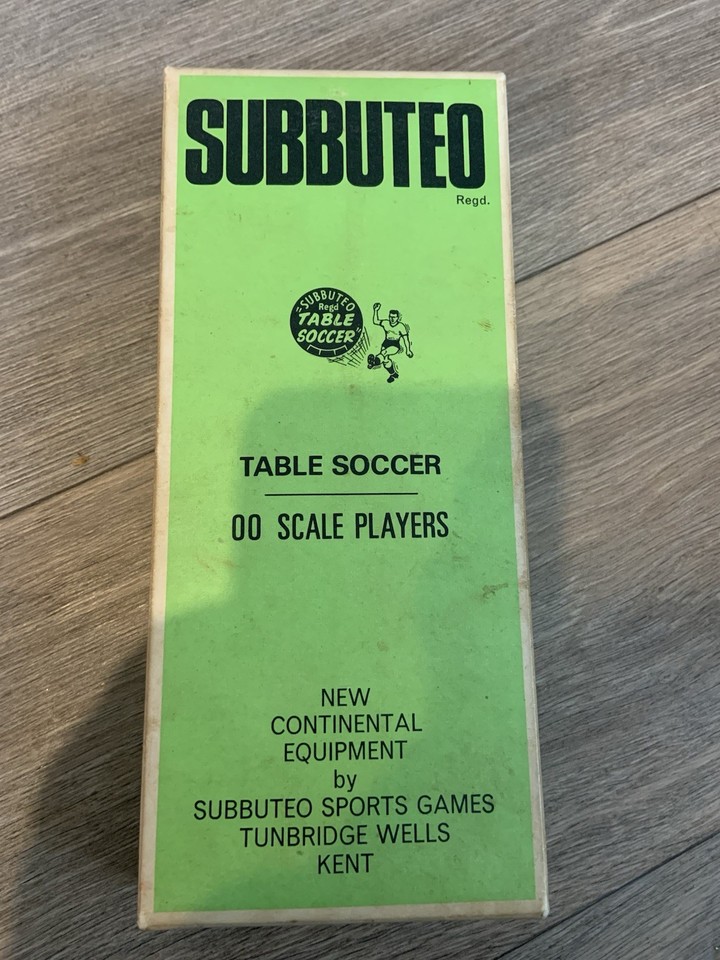 SUBBUTEO
Regd.
"SUBBUTEO
Regd
TABLE
SOCCER"
TABLE SOCCER
00 SCALE PLAYERS
NEW
CONTINENTAL
EQUIPMENT
by
SUBBUTEO SPORTS GAMES
TUNBRIDGE WELLS
KENT